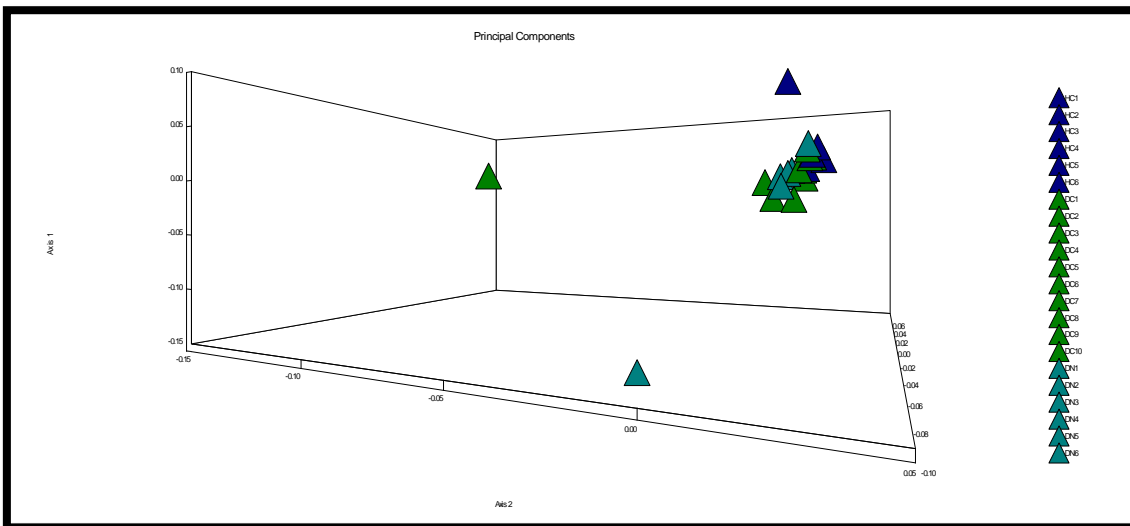 Principal Components
0.10
0.05
0.00
-0.05
-0.10
-0.15
Axis 1
-0.15
-0.10
-0.05
0.00
0.05
Axis 2
0.06
0.04
0.02
0.00
-0.02
-0.04
-0.06
-0.08
-0.10
HC1
HC2
HC3
HC4
HC5
HC6
DC1
DC2
DC3
DC4
DC5
DC6
DC7
DC8
DC9
DC10
DN1
DN2
DN3
DN4
DN5
DN6